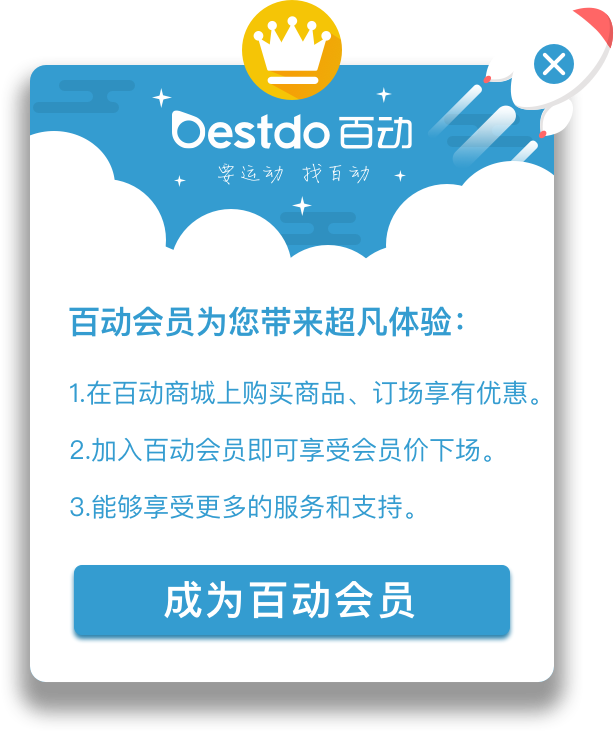 Destdo 百动
要运动 找百动
百动会员为您带来超凡体验：
1.在百动商城上购买商品、订场享有优惠。
2.加入百动会员即可享受会员价下场。
3.能够享受更多的服务和支持。
成为百动会员